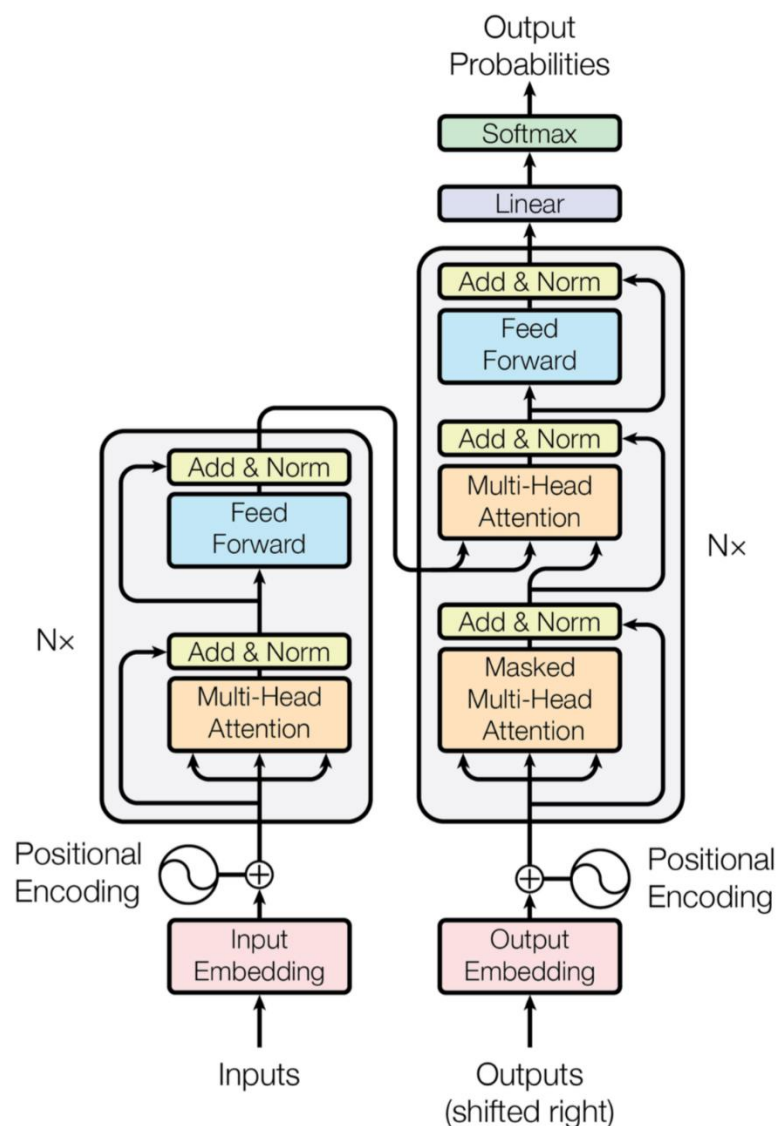 Output
Probabilities
Softmax
Linear
Add & Norm
Feed
Forward
Add & Norm
Multi-Head
Attention
Nx
Add & Norm
Masked
Multi-Head
Attention
Add & Norm
Feed
Forward
Nx
Add & Norm
Multi-Head
Attention
Positional
Encoding
Positional
Encoding
Input
Embedding
Output
Embedding
Inputs
Outputs
(shifted right)